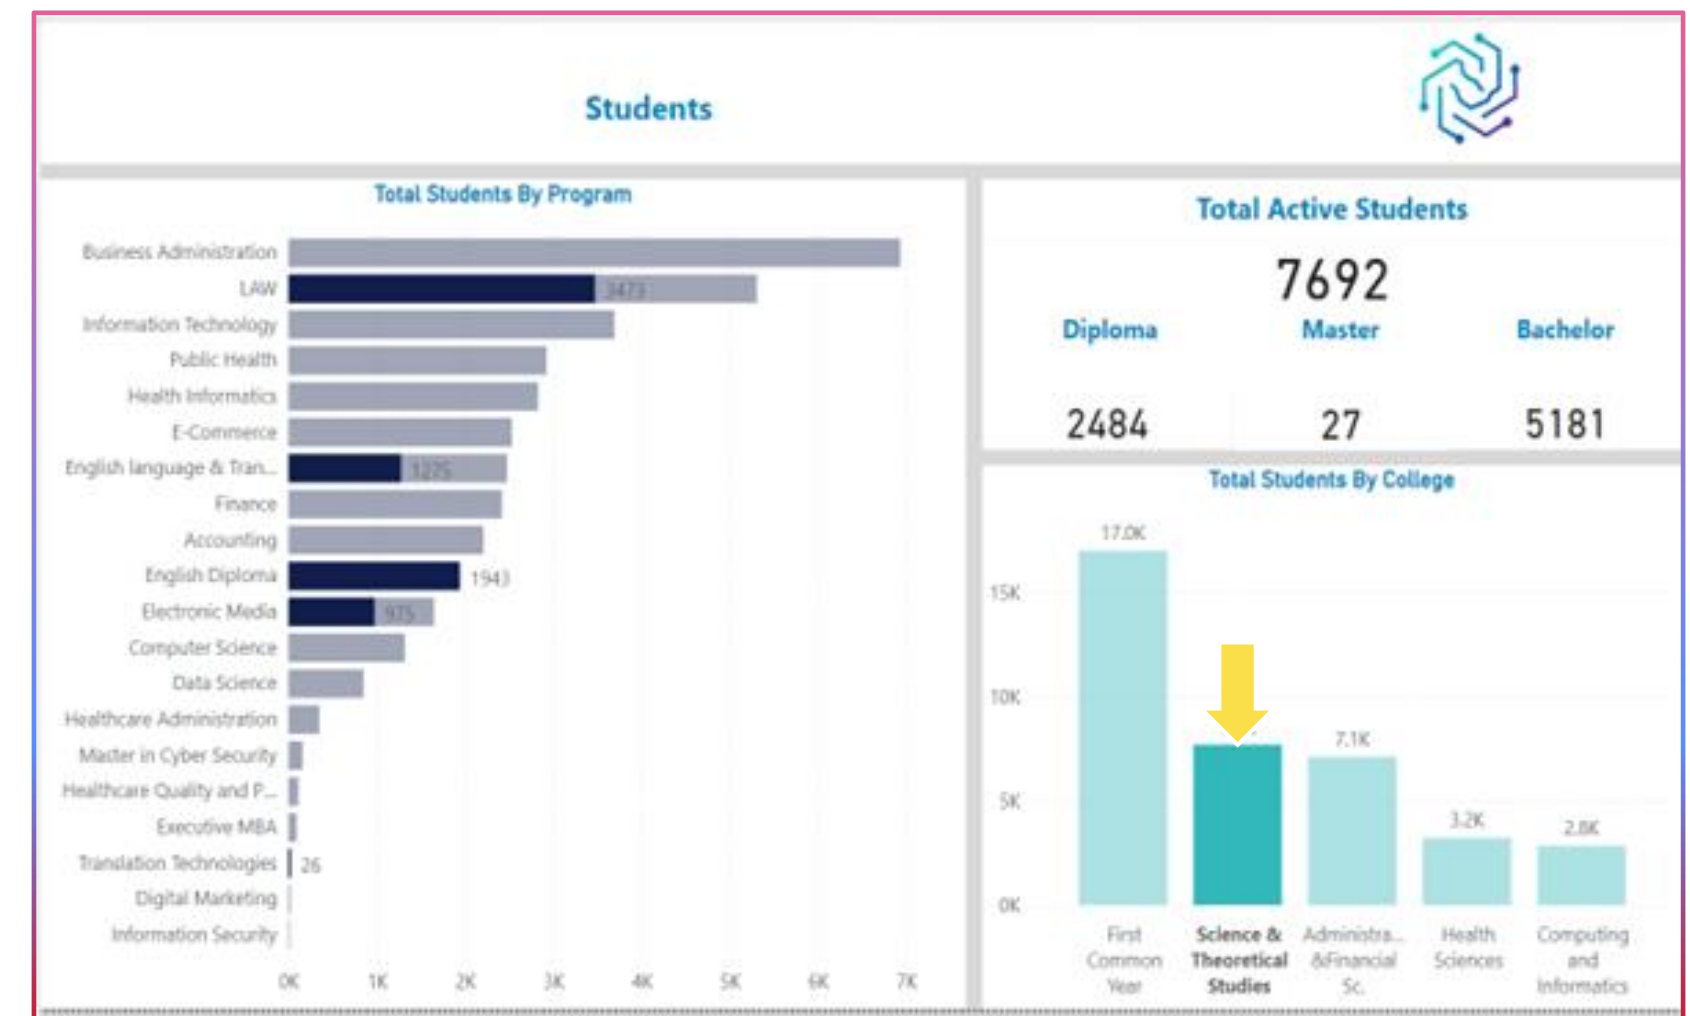 Students
Total Students By Program
Business Administration
LAW
3473
Information Technology
Public Health
Health Informatics
E-Commerce
English language & Tran...
1275
Finance
Accounting
English Diploma
1943
Electronic Media
975
Computer Science
Data Science
Healthcare Administration
Master in Cyber Security
Healthcare Quality and P...
Executive MBA
Translation Technologies
26
Digital Marketing
Information Security
0K 1K 2K 3K 4K 5K 6K 7K
Total Active Students
7692
Diploma Master Bachelor
2484 27 5181
Total Students By College
17.0K
15K
10K
7.1K
5K
3.2K
2.8K
0K
First Common Year
Science & Theoretical Studies
Administra... &Financial Sc.
Health Sciences
Computing and Informatics